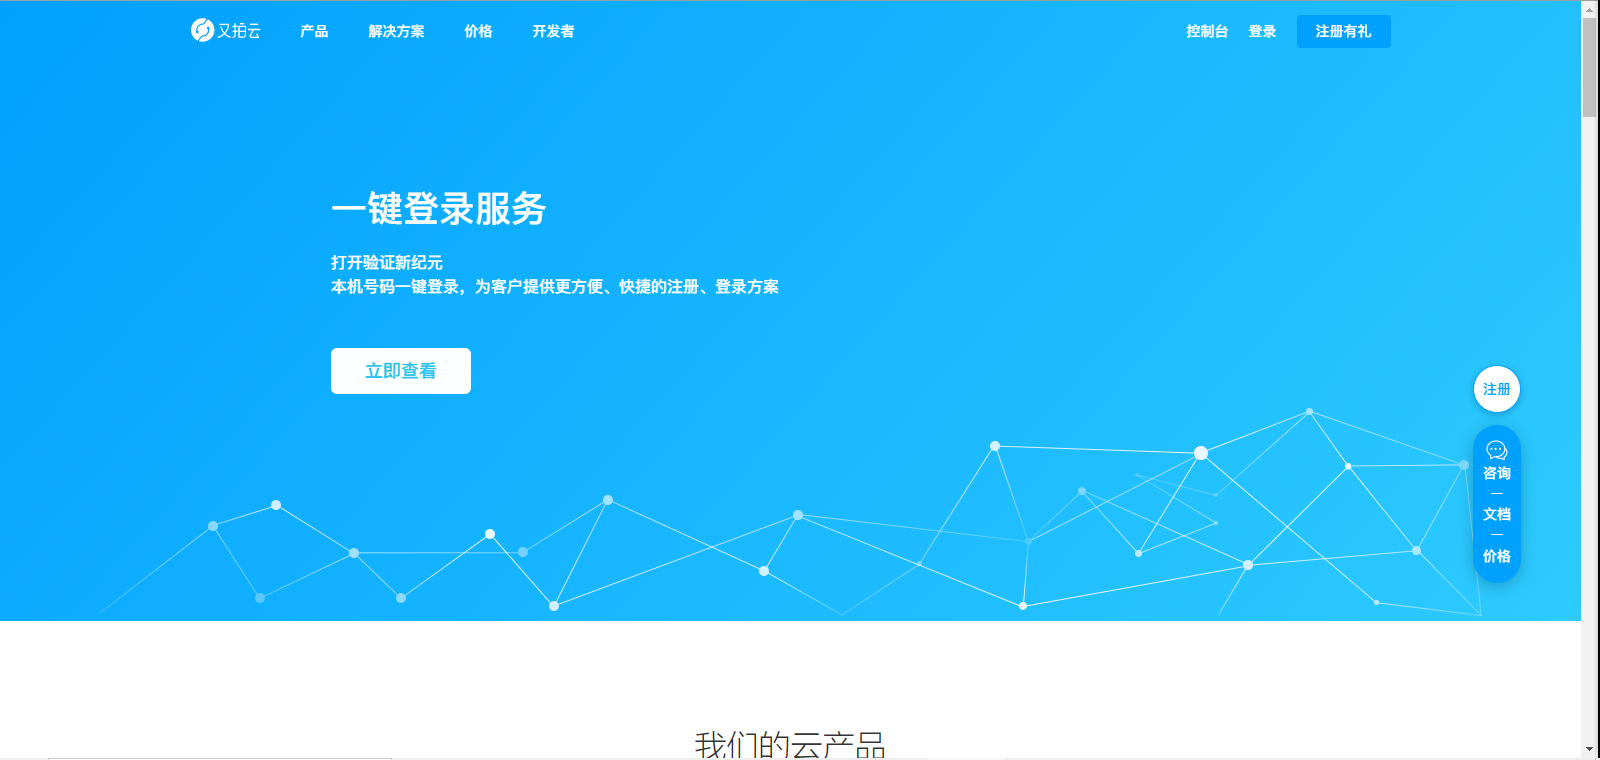 又拍云
产品
解决方案
价格
开发者
控制台
登录
注册有礼
一键登录服务
打开验证新纪元
本机号码一键登录，为客户提供更方便、快捷的注册、登录方案
立即查看
注册
咨询
文档
价格
我们的云产品